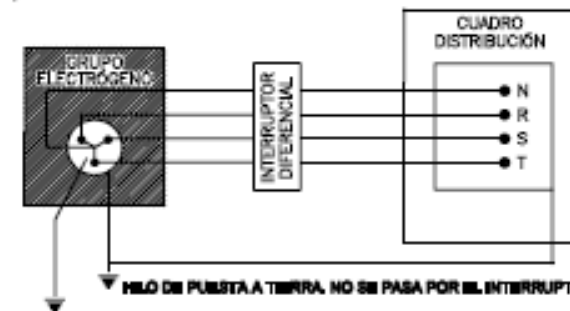 CUADRO
DISTRIBUCIÓN
GRUPO
ELECTRÓGENO
INTERRUPTOR
DIFERENCIAL
N
R
S
T
HILO DE PUESTA A TIERRA. NO SE PASA POR EL INTERRUPT